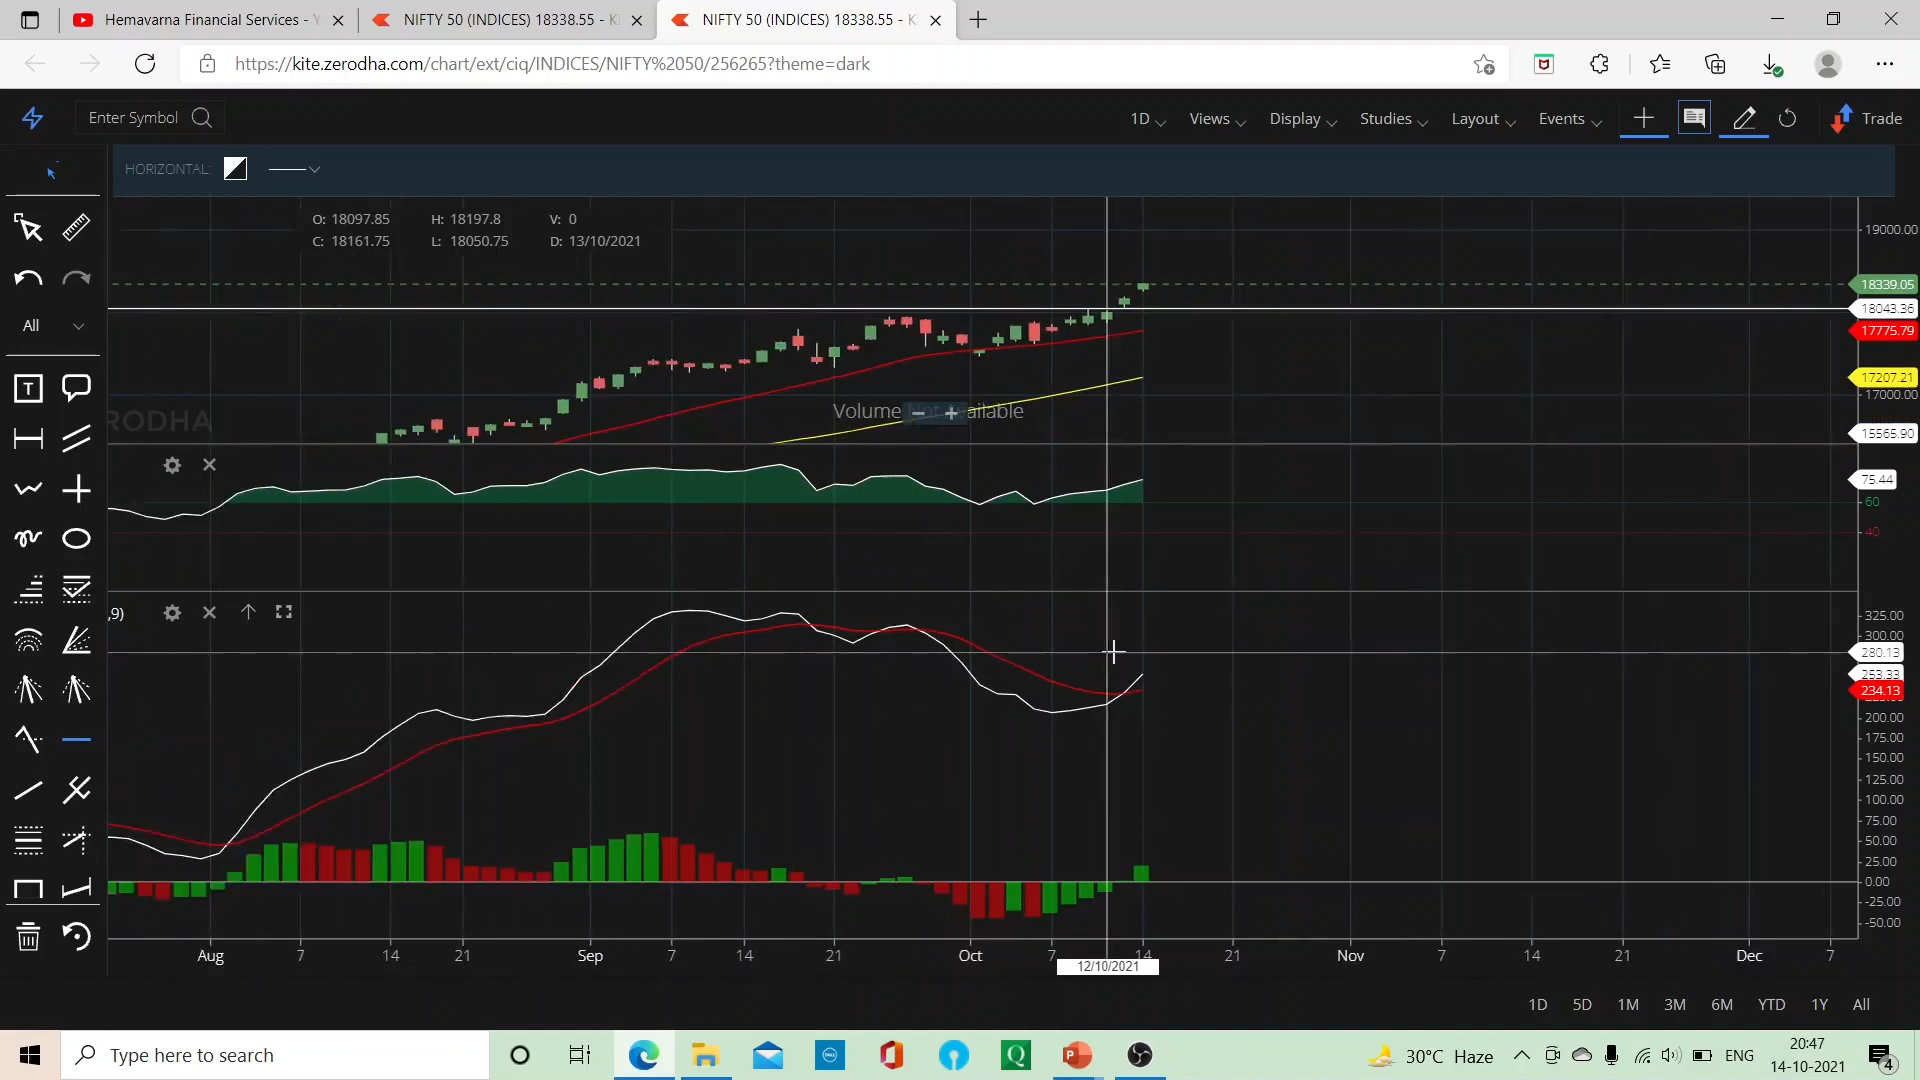 Hemavarna Financial Services - Y
NIFTY 50 (INDICES) 18338.55 - K
NIFTY 50 (INDICES) 18338.55 - K
https://kite.zerodha.com/chart/ext/ciq/INDICES/NIFTY%2050/256265?theme=dark
Enter Symbol
1D
Views
Display
Studies
Layout
Events
Trade
HORIZONTAL:
O: 18097.85 H: 18197.8 V: 0
C: 18161.75 L: 18050.75 D: 13/10/2021
All
T
19000.00
18339.05
18043.36
17775.79
17207.21
17000.00
15565.90
RODHA
Volume ailable
75.44
60
40
,9)
325.00
300.00
280.13
253.33
234.13
200.00
175.00
150.00
125.00
100.00
75.00
50.00
25.00
0.00
-25.00
-50.00
Aug 7 14 21 Sep 7 14 21 Oct 7 14 21 Nov 7 14 21 Dec 7
12/10/2021
1D 5D 1M 3M 6M YTD 1Y All
Type here to search
DELL
Q
P
30°C Haze
ENG
20:47
14-10-2021
4